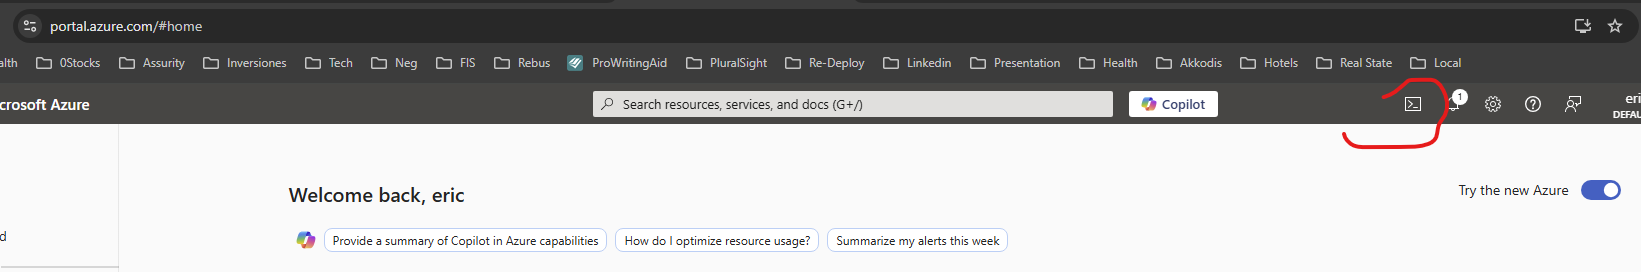 portal.azure.com/#home
alth 0Stocks Assurity Inversiones Tech Neg FIS Rebus ProWritingAid PluralSight Re-Deploy Linkedin Presentation Health Akkodis Hotels Real State Local
crosoft Azure Search resources, services, and docs (G+/) Copilot 1 eri
DEFAU
Welcome back, eric
Try the new Azure
d
Provide a summary of Copilot in Azure capabilities How do I optimize resource usage? Summarize my alerts this week